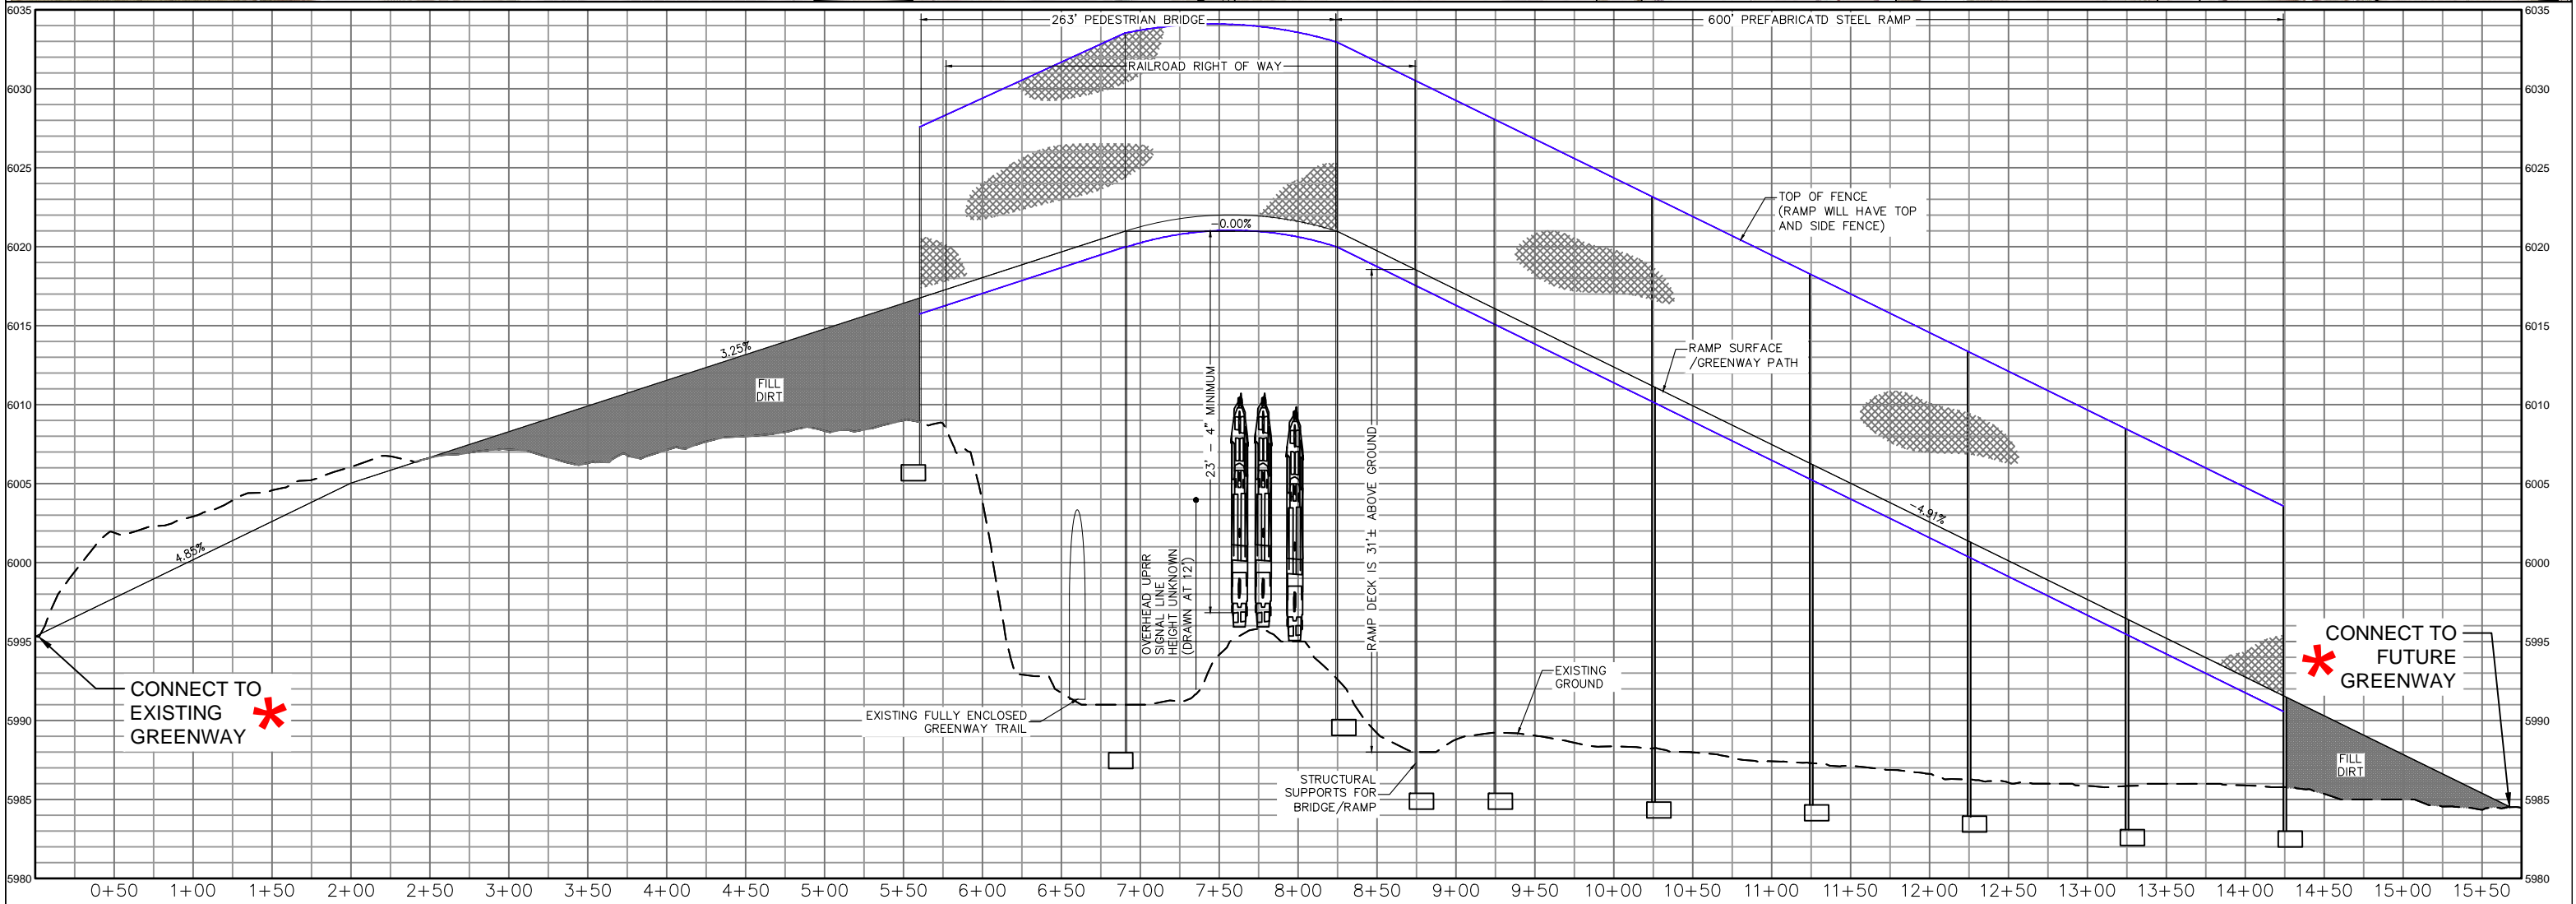 6035
263' PEDESTRIAN BRIDGE
600' PREFABRICATD STEEL RAMP
6035
RAILROAD RIGHT OF WAY
6030
6030
6025
6025
TOP OF FENCE
(RAMP WILL HAVE TOP
AND SIDE FENCE)
-0.00%
6020
6020
6015
6015
3.25%
RAMP SURFACE
/GREENWAY PATH
FILL
DIRT
23' - 4" MINIMUM
RAMP DECK IS 31'± ABOVE GROUND
6010
6010
6005
6005
-4.91%
4.85%
6000
6000
OVERHEAD UPRR
SIGNAL LINE
HEIGHT UNKNOWN
(DRAWN AT 12')
5995
5995
CONNECT TO
EXISTING
GREENWAY
*
EXISTING
GROUND
*
CONNECT TO
FUTURE
GREENWAY
EXISTING FULLY ENCLOSED
GREENWAY TRAIL
5990
5990
STRUCTURAL
SUPPORTS FOR
BRIDGE/RAMP
FILL
DIRT
5985
5985
5980
5980
0+50 1+00 1+50 2+00 2+50 3+00 3+50 4+00 4+50 5+00 5+50 6+00 6+50 7+00 7+50 8+00 8+50 9+00 9+50 10+00 10+50 11+00 11+50 12+00 12+50 13+00 13+50 14+00 14+50 15+00 15+50